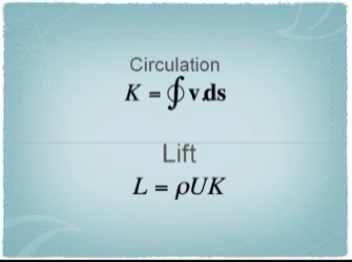 Circulation
K = ∮ v.ds
Lift
L = ρUK